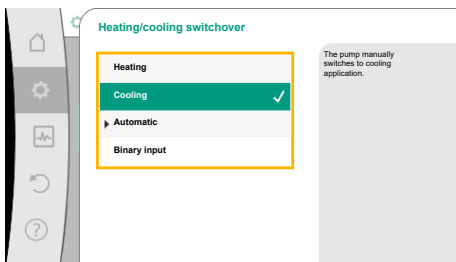 Heating/cooling switchover
Heating
Cooling
Automatic
Binary input
The pump manually
switches to cooling
application.
?